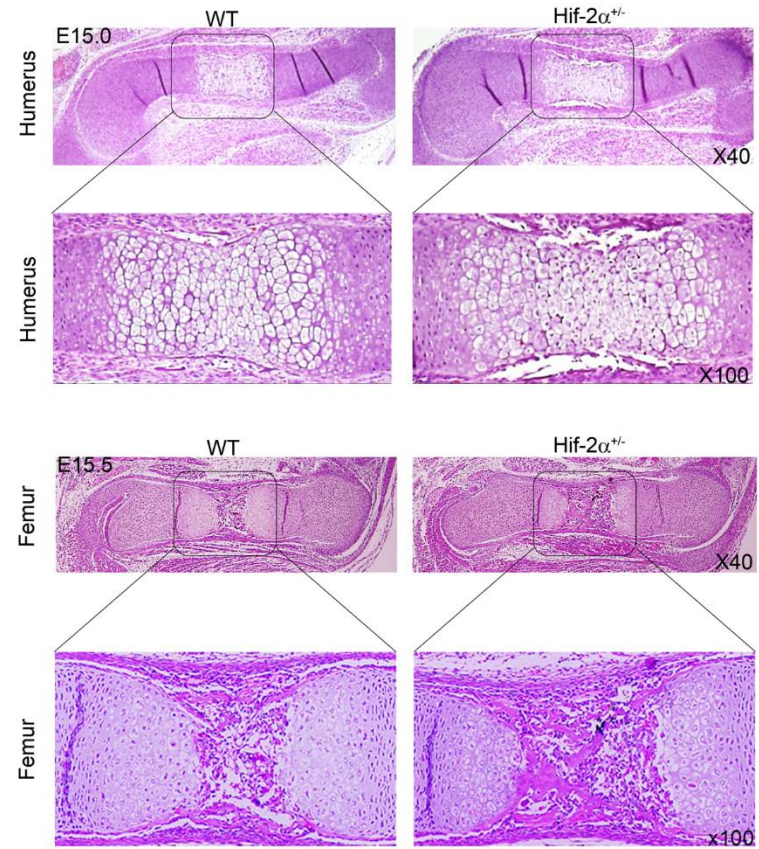 WT
Hif-2α+/-
E15.0
Humerus
X40
Humerus
X100
WT
Hif-2α+/-
E15.5
Femur
X40
Femur
x100